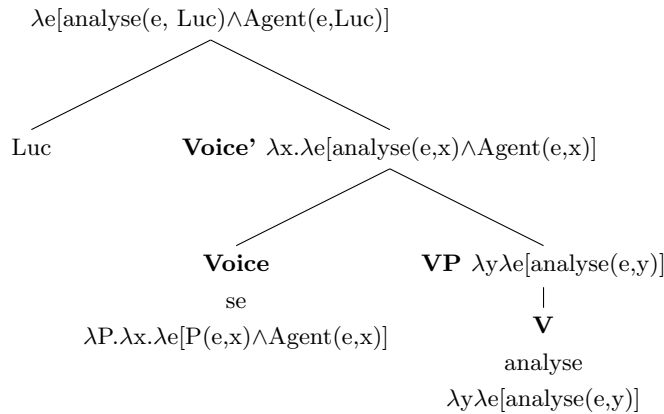 λe[analyse(e, Luc)∧Agent(e,Luc)]
Luc
Voice’ λx.λe[analyse(e,x)∧Agent(e,x)]
Voice
se
λP.λx.λe[P(e,x)∧Agent(e,x)]
VP λyλe[analyse(e,y)]
V
analyse
λyλe[analyse(e,y)]